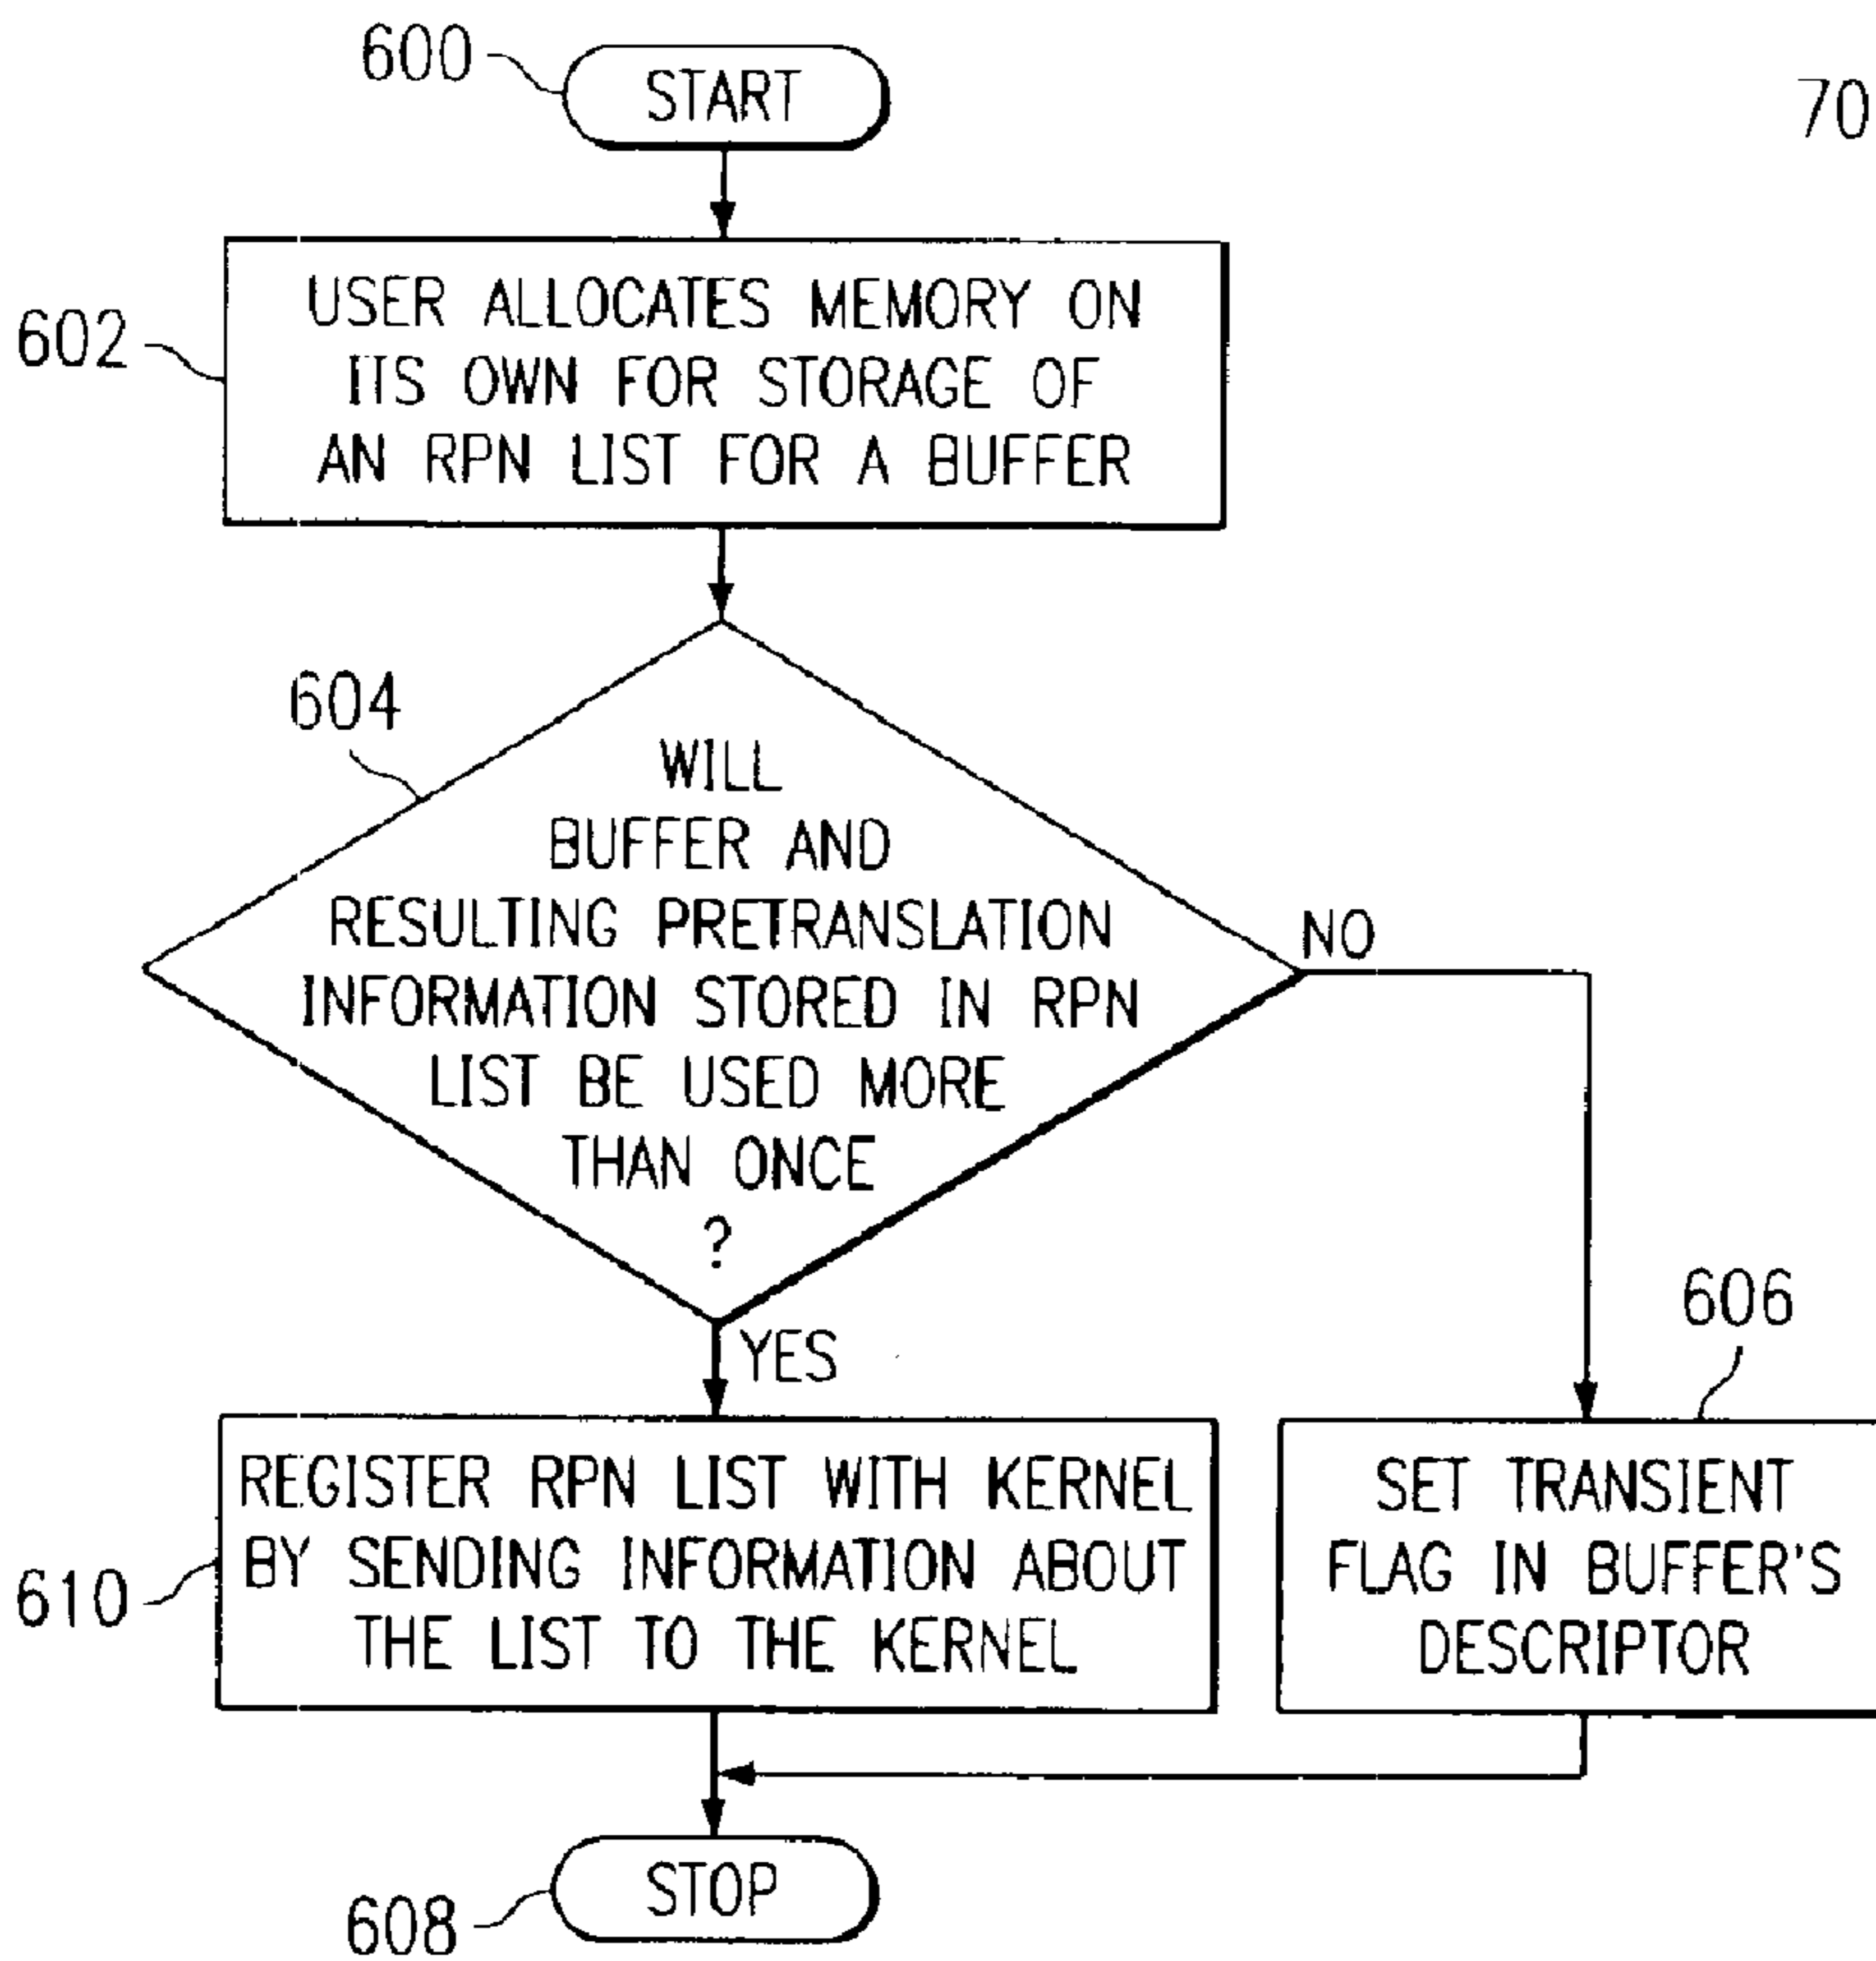 600
START
70
602
USER ALLOCATES MEMORY ON
ITS OWN FOR STORAGE OF
AN RPN LIST FOR A BUFFER
604
WILL
BUFFER AND
RESULTING PRETRANSLATION
INFORMATION STORED IN RPN
LIST BE USED MORE
THAN ONCE
?
NO
YES
606
610
REGISTER RPN LIST WITH KERNEL
BY SENDING INFORMATION ABOUT
THE LIST TO THE KERNEL
SET TRANSIENT
FLAG IN BUFFER'S
DESCRIPTOR
608
STOP